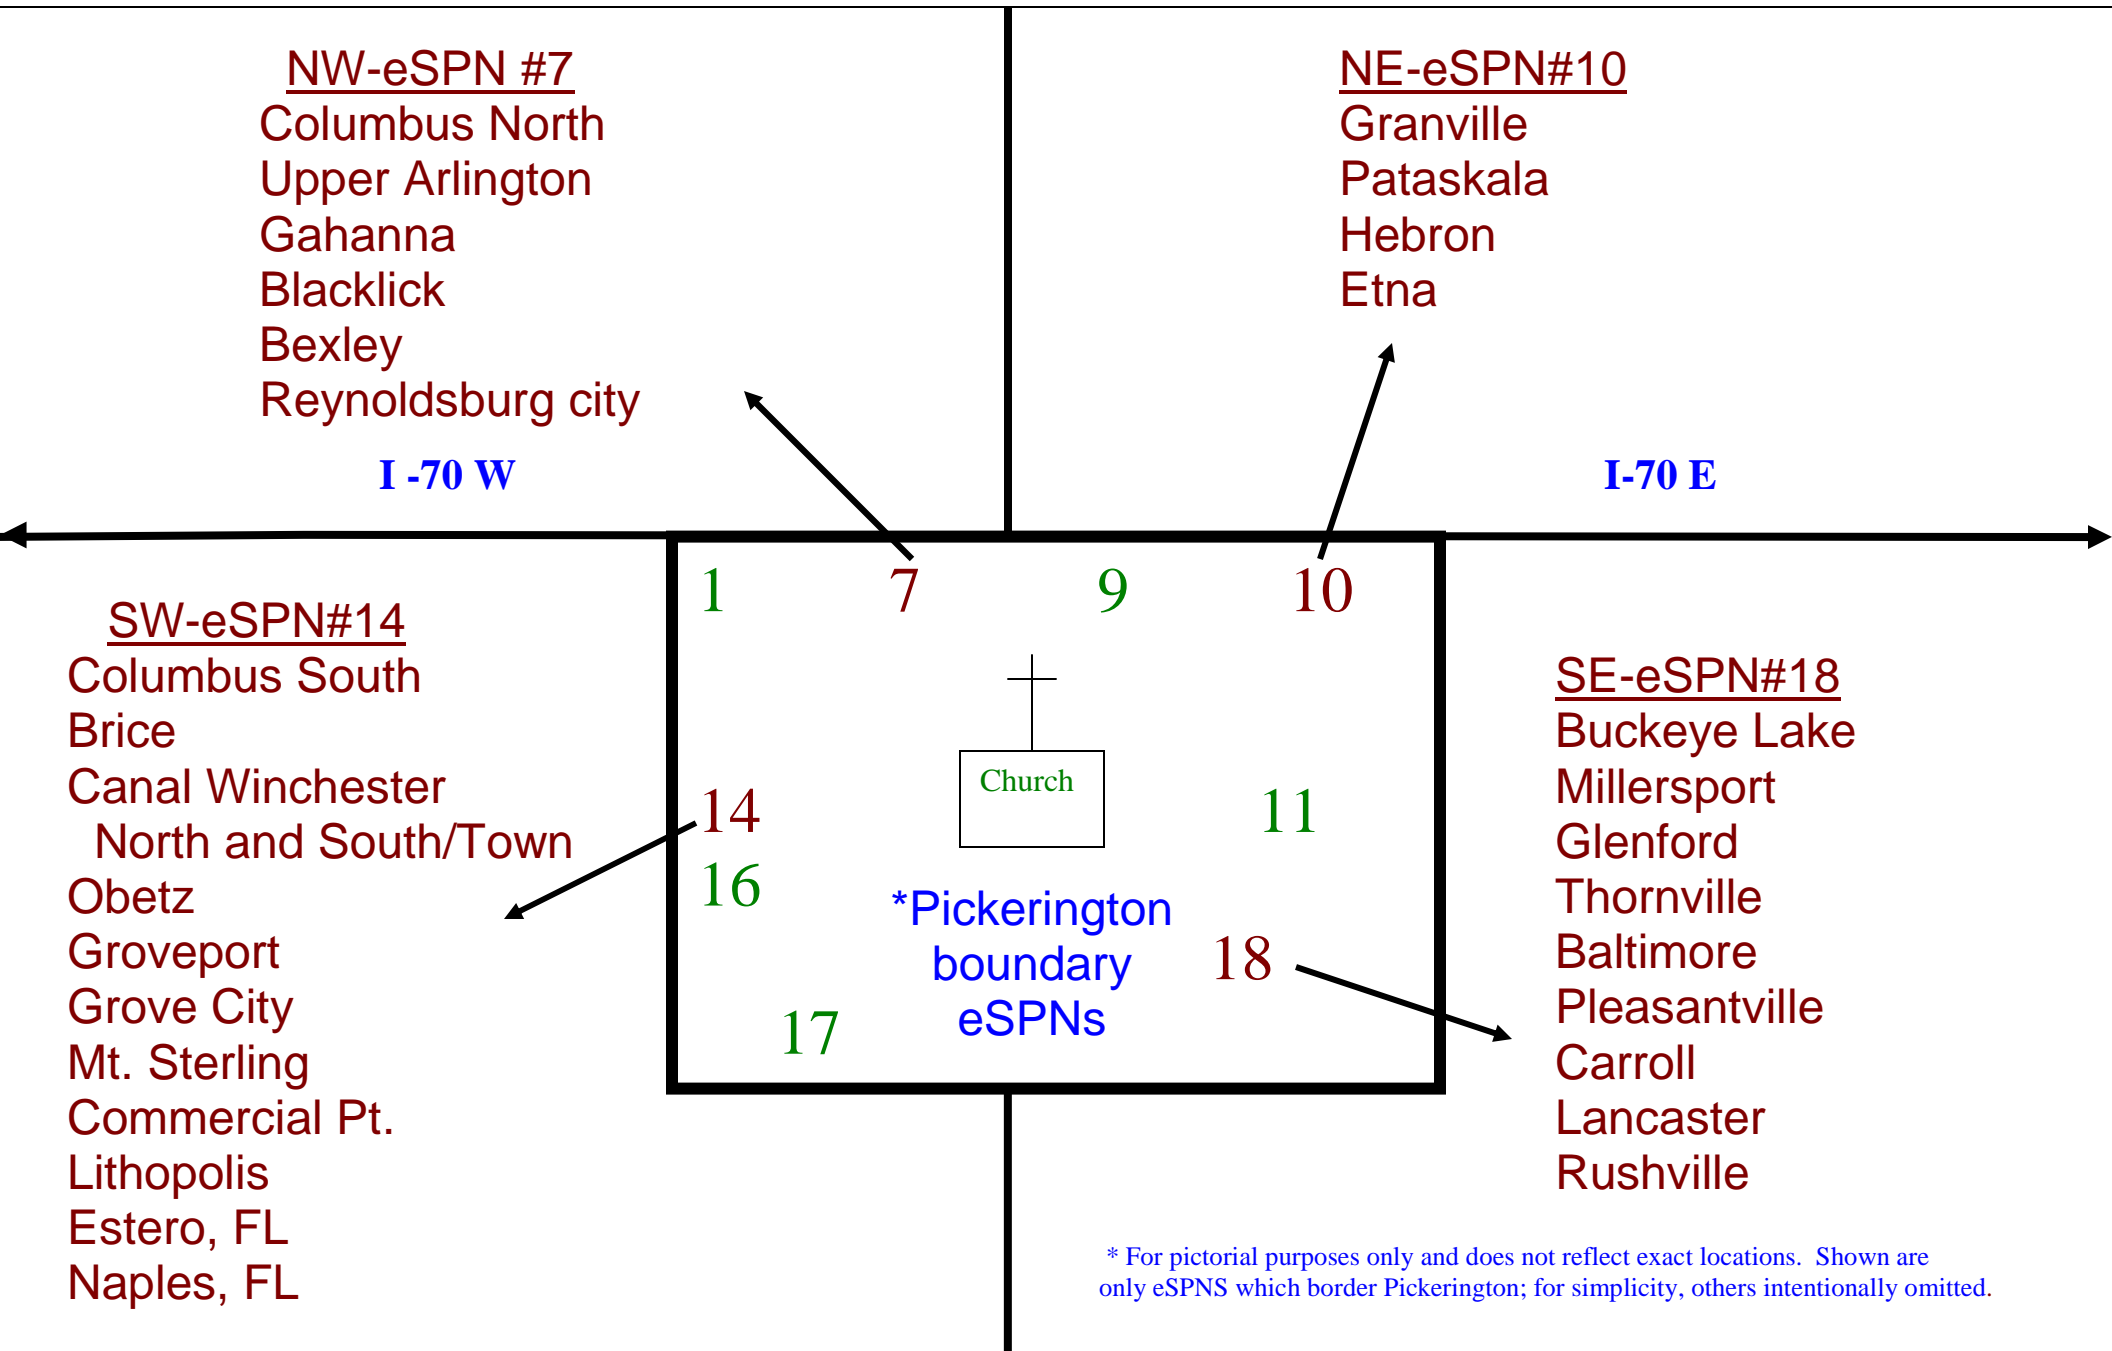 NW-eSPN #7
Columbus North
Upper Arlington
Gahanna
Blacklick
Bexley
Reynoldsburg city
NE-eSPN#10
Granville
Pataskala
Hebron
Etna
I -70 W
I-70 E
1
7
9
10
SW-eSPN#14
Columbus South
Brice
Canal Winchester
North and South/Town
Obetz
Groveport
Grove City
Mt. Sterling
Commercial Pt.
Lithopolis
Estero, FL
Naples, FL
14
16
17
Church
11
18
*Pickerington
boundary
eSPNs
SE-eSPN#18
Buckeye Lake
Millersport
Glenford
Thornville
Baltimore
Pleasantville
Carroll
Lancaster
Rushville
* For pictorial purposes only and does not reflect exact locations.  Shown are
only eSPNS which border Pickerington; for simplicity, others intentionally omitted.